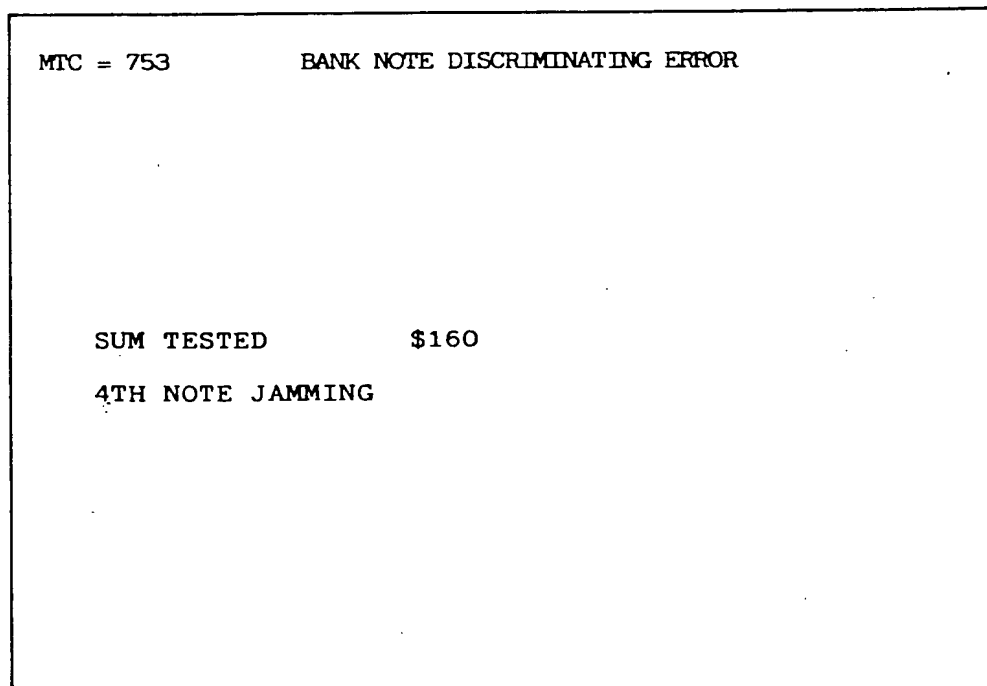 MTC = 753 BANK NOTE DISCRIMINATING ERROR
SUM TESTED $160
4TH NOTE JAMMING